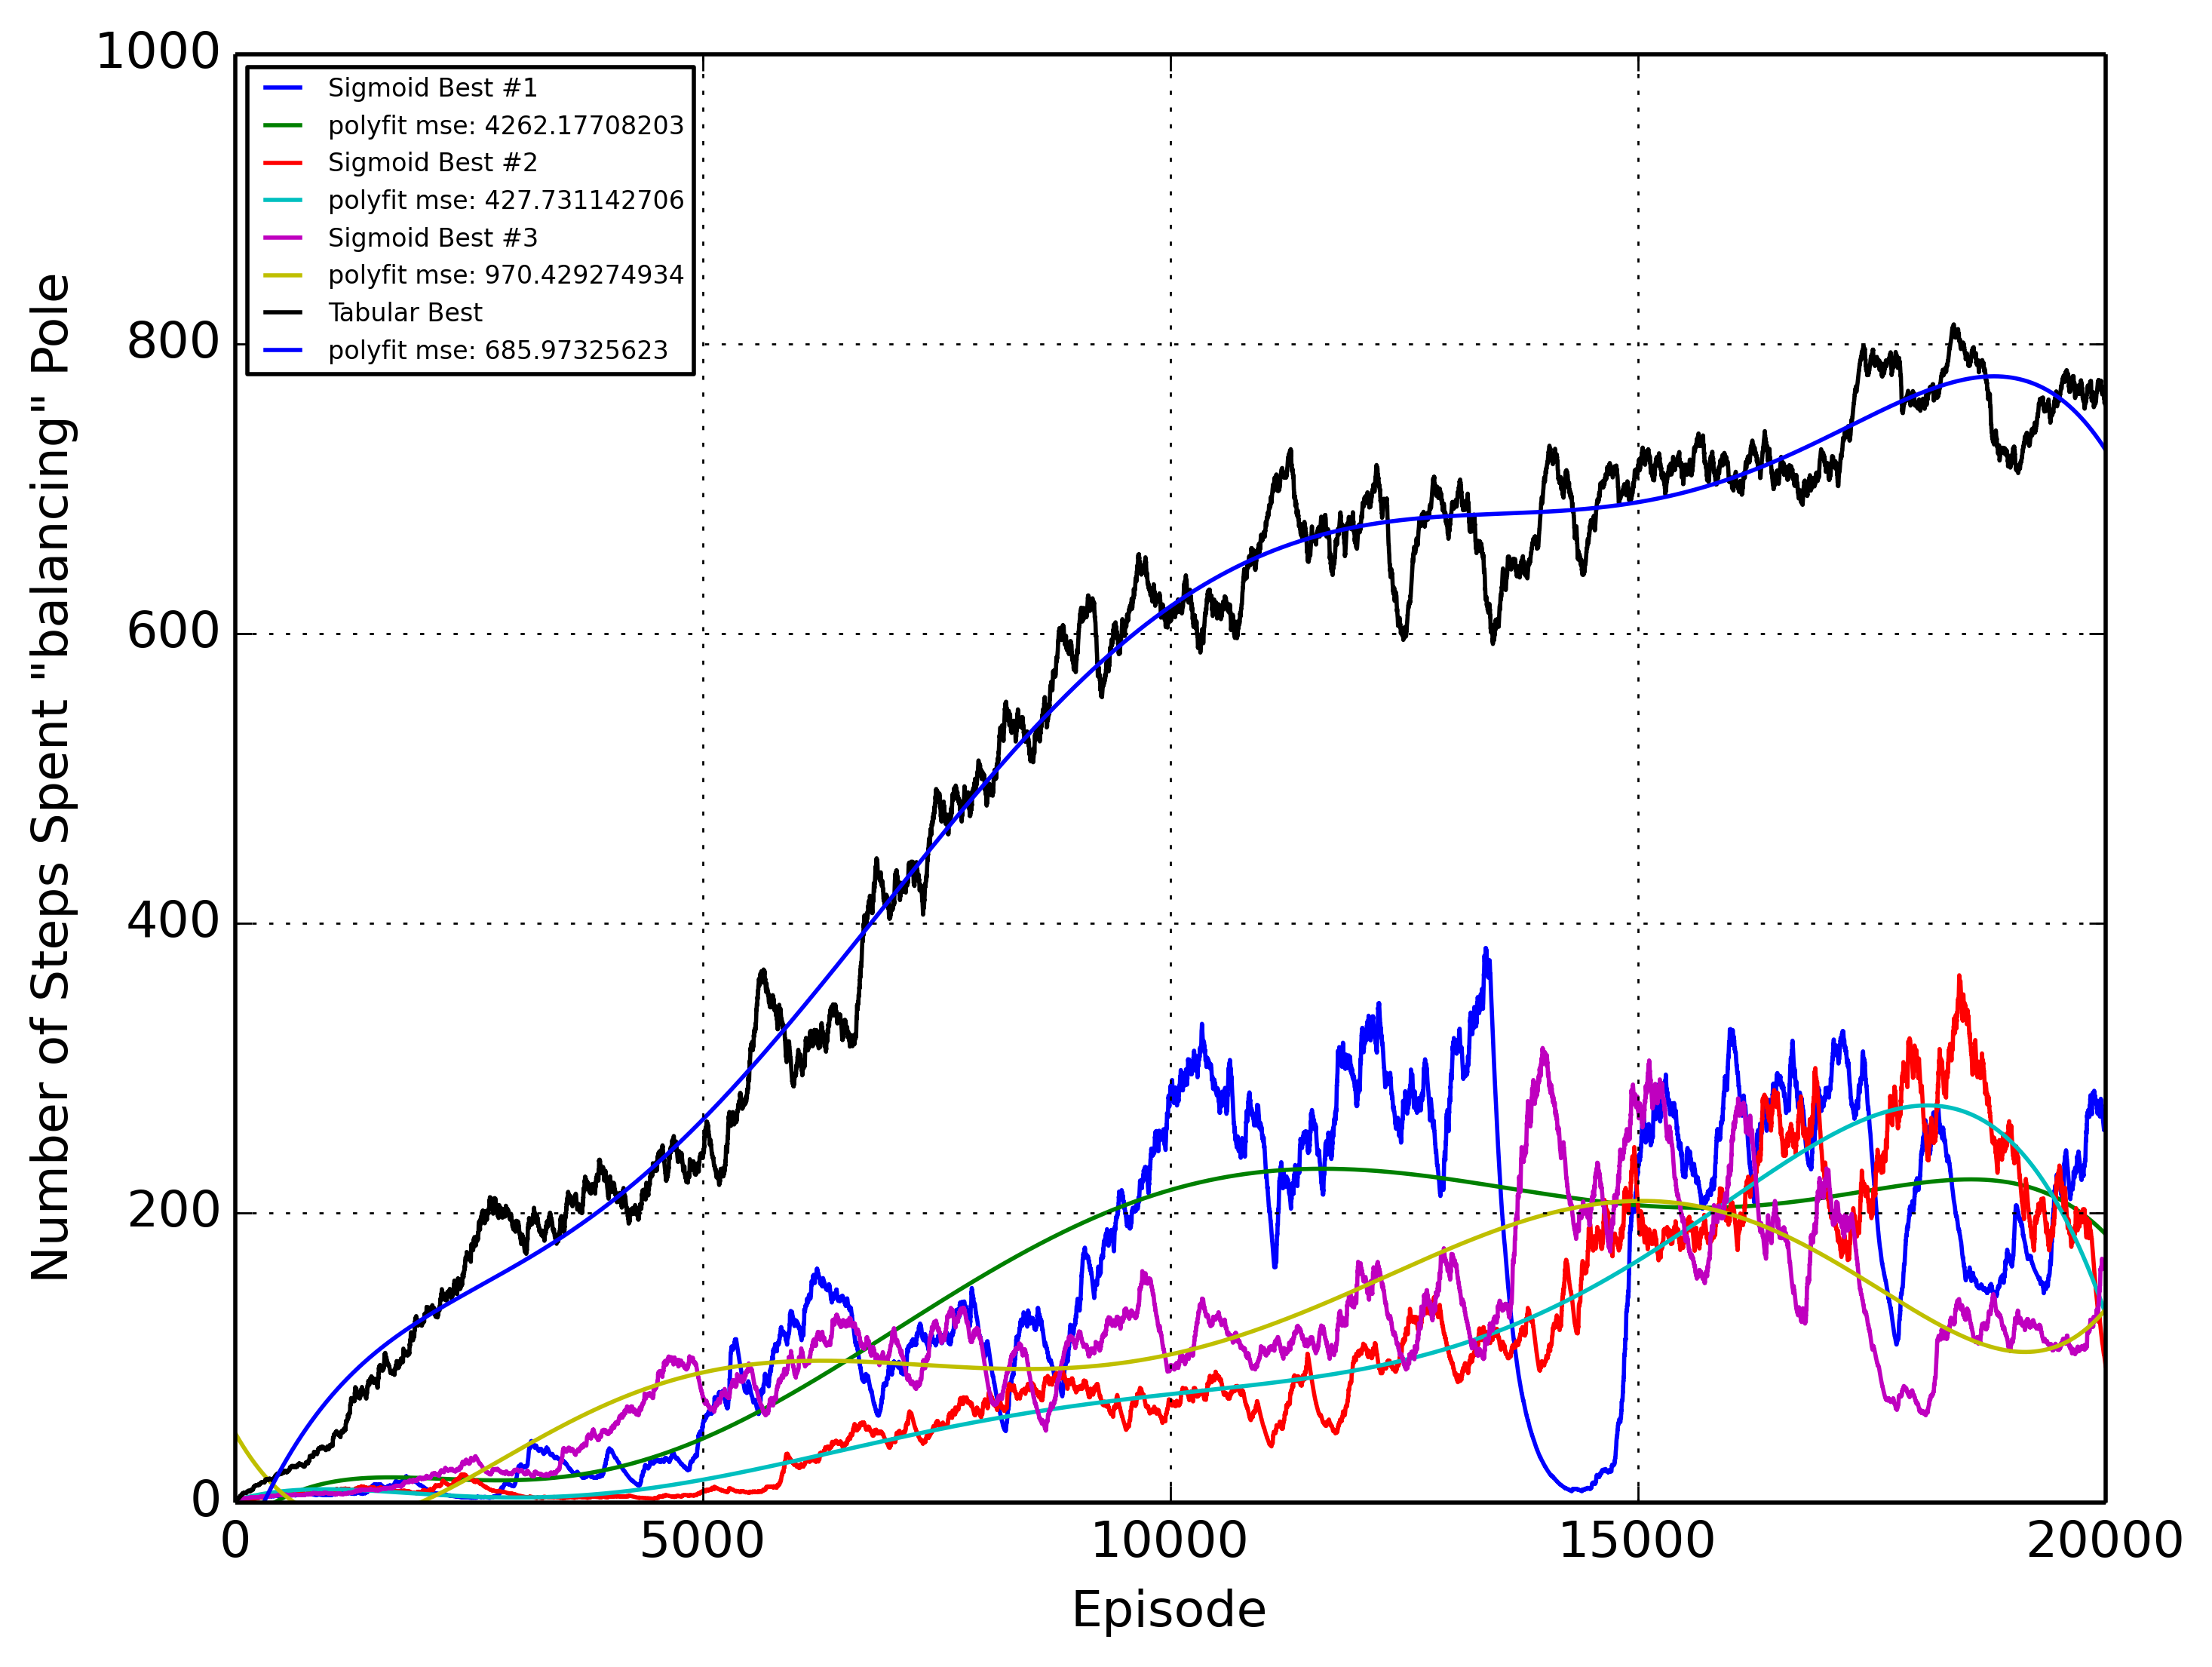 1000
800
600
400
200
0
Number of Steps Spent "balancing" Pole
Sigmoid Best #1
polyfit mse: 4262.17708203
Sigmoid Best #2
polyfit mse: 427.731142706
Sigmoid Best #3
polyfit mse: 970.429274934
Tabular Best
polyfit mse: 685.97325623
0 5000 10000 15000 20000
Episode